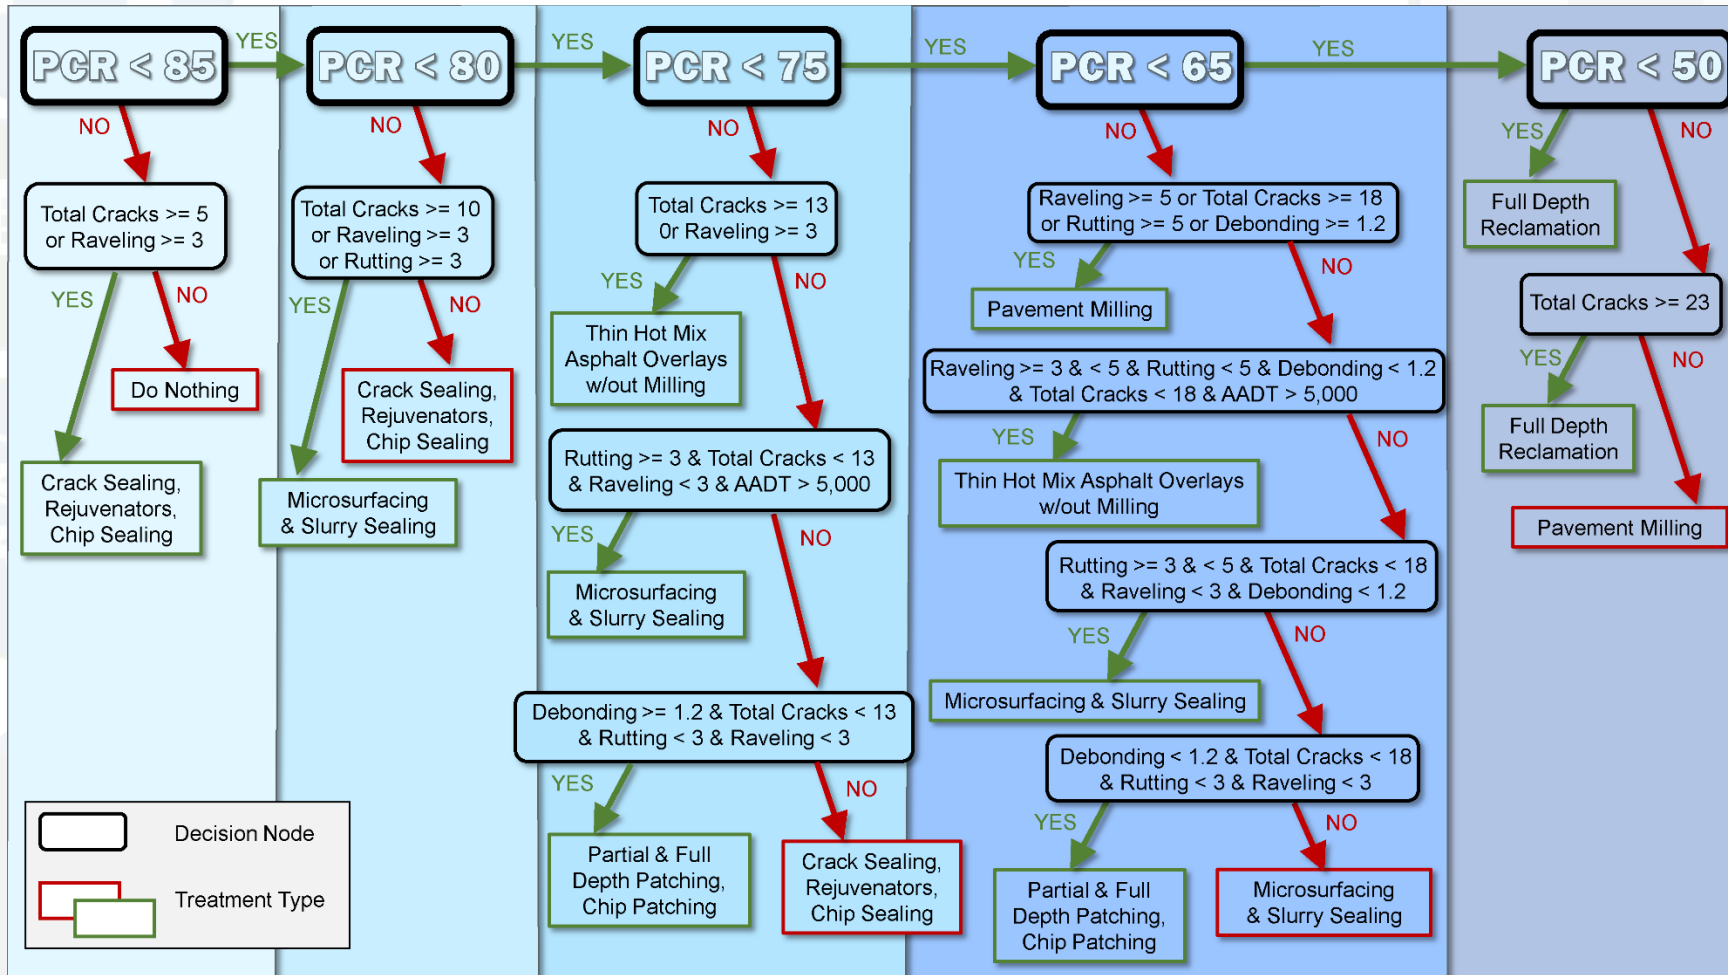 PCR < 85
YES
PCR < 80
YES
PCR < 75
YES
PCR < 65
YES
PCR < 50
NO
Total Cracks >= 5
or Raveling >= 3
YES
NO
Do Nothing
Crack Sealing,
Rejuvenators,
Chip Sealing
NO
Total Cracks >= 10
or Raveling >= 3
or Rutting >= 3
YES
NO
Crack Sealing,
Rejuvenators,
Chip Sealing
Microsurfacing
& Slurry Sealing
NO
Total Cracks >= 13
0r Raveling >= 3
YES
NO
Thin Hot Mix
Asphalt Overlays
w/out Milling
Rutting >= 3 & Total Cracks < 13
& Raveling < 3 & AADT > 5,000
YES
NO
Microsurfacing
& Slurry Sealing
Debonding >= 1.2 & Total Cracks < 13
& Rutting < 3 & Raveling < 3
YES
NO
Partial & Full
Depth Patching,
Chip Patching
Crack Sealing,
Rejuvenators,
Chip Sealing
NO
Raveling >= 5 or Total Cracks >= 18
or Rutting >= 5 or Debonding >= 1.2
YES
NO
Pavement Milling
Raveling >= 3 & < 5 & Rutting < 5 & Debonding < 1.2
& Total Cracks < 18 & AADT > 5,000
YES
NO
Thin Hot Mix Asphalt Overlays
w/out Milling
Rutting >= 3 & < 5 & Total Cracks < 18
& Raveling < 3 & Debonding < 1.2
YES
NO
Microsurfacing & Slurry Sealing
Debonding < 1.2 & Total Cracks < 18
& Rutting < 3 & Raveling < 3
YES
NO
Partial & Full
Depth Patching,
Chip Patching
Microsurfacing
& Slurry Sealing
YES
NO
Full Depth
Reclamation
Total Cracks >= 23
YES
NO
Full Depth
Reclamation
Pavement Milling
Decision Node
Treatment Type